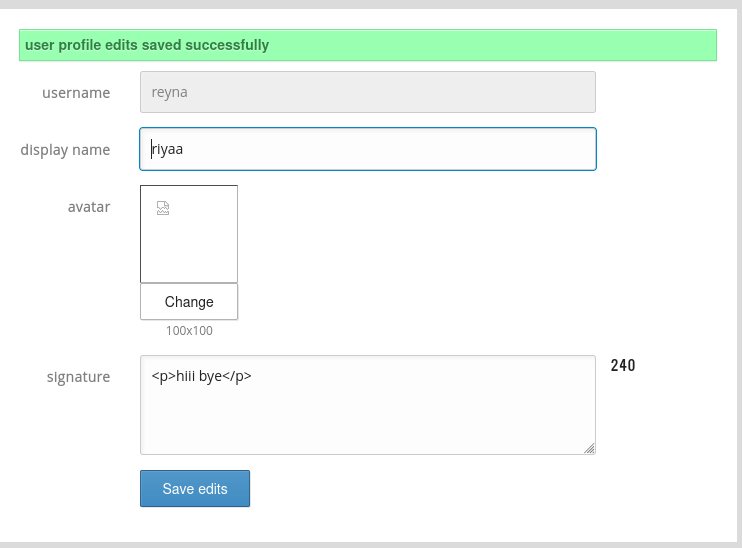 user profile edits saved successfully
username reyna
display name riyaa
avatar
Change
100x100
signature <p>hiii bye</p> 240
Save edits